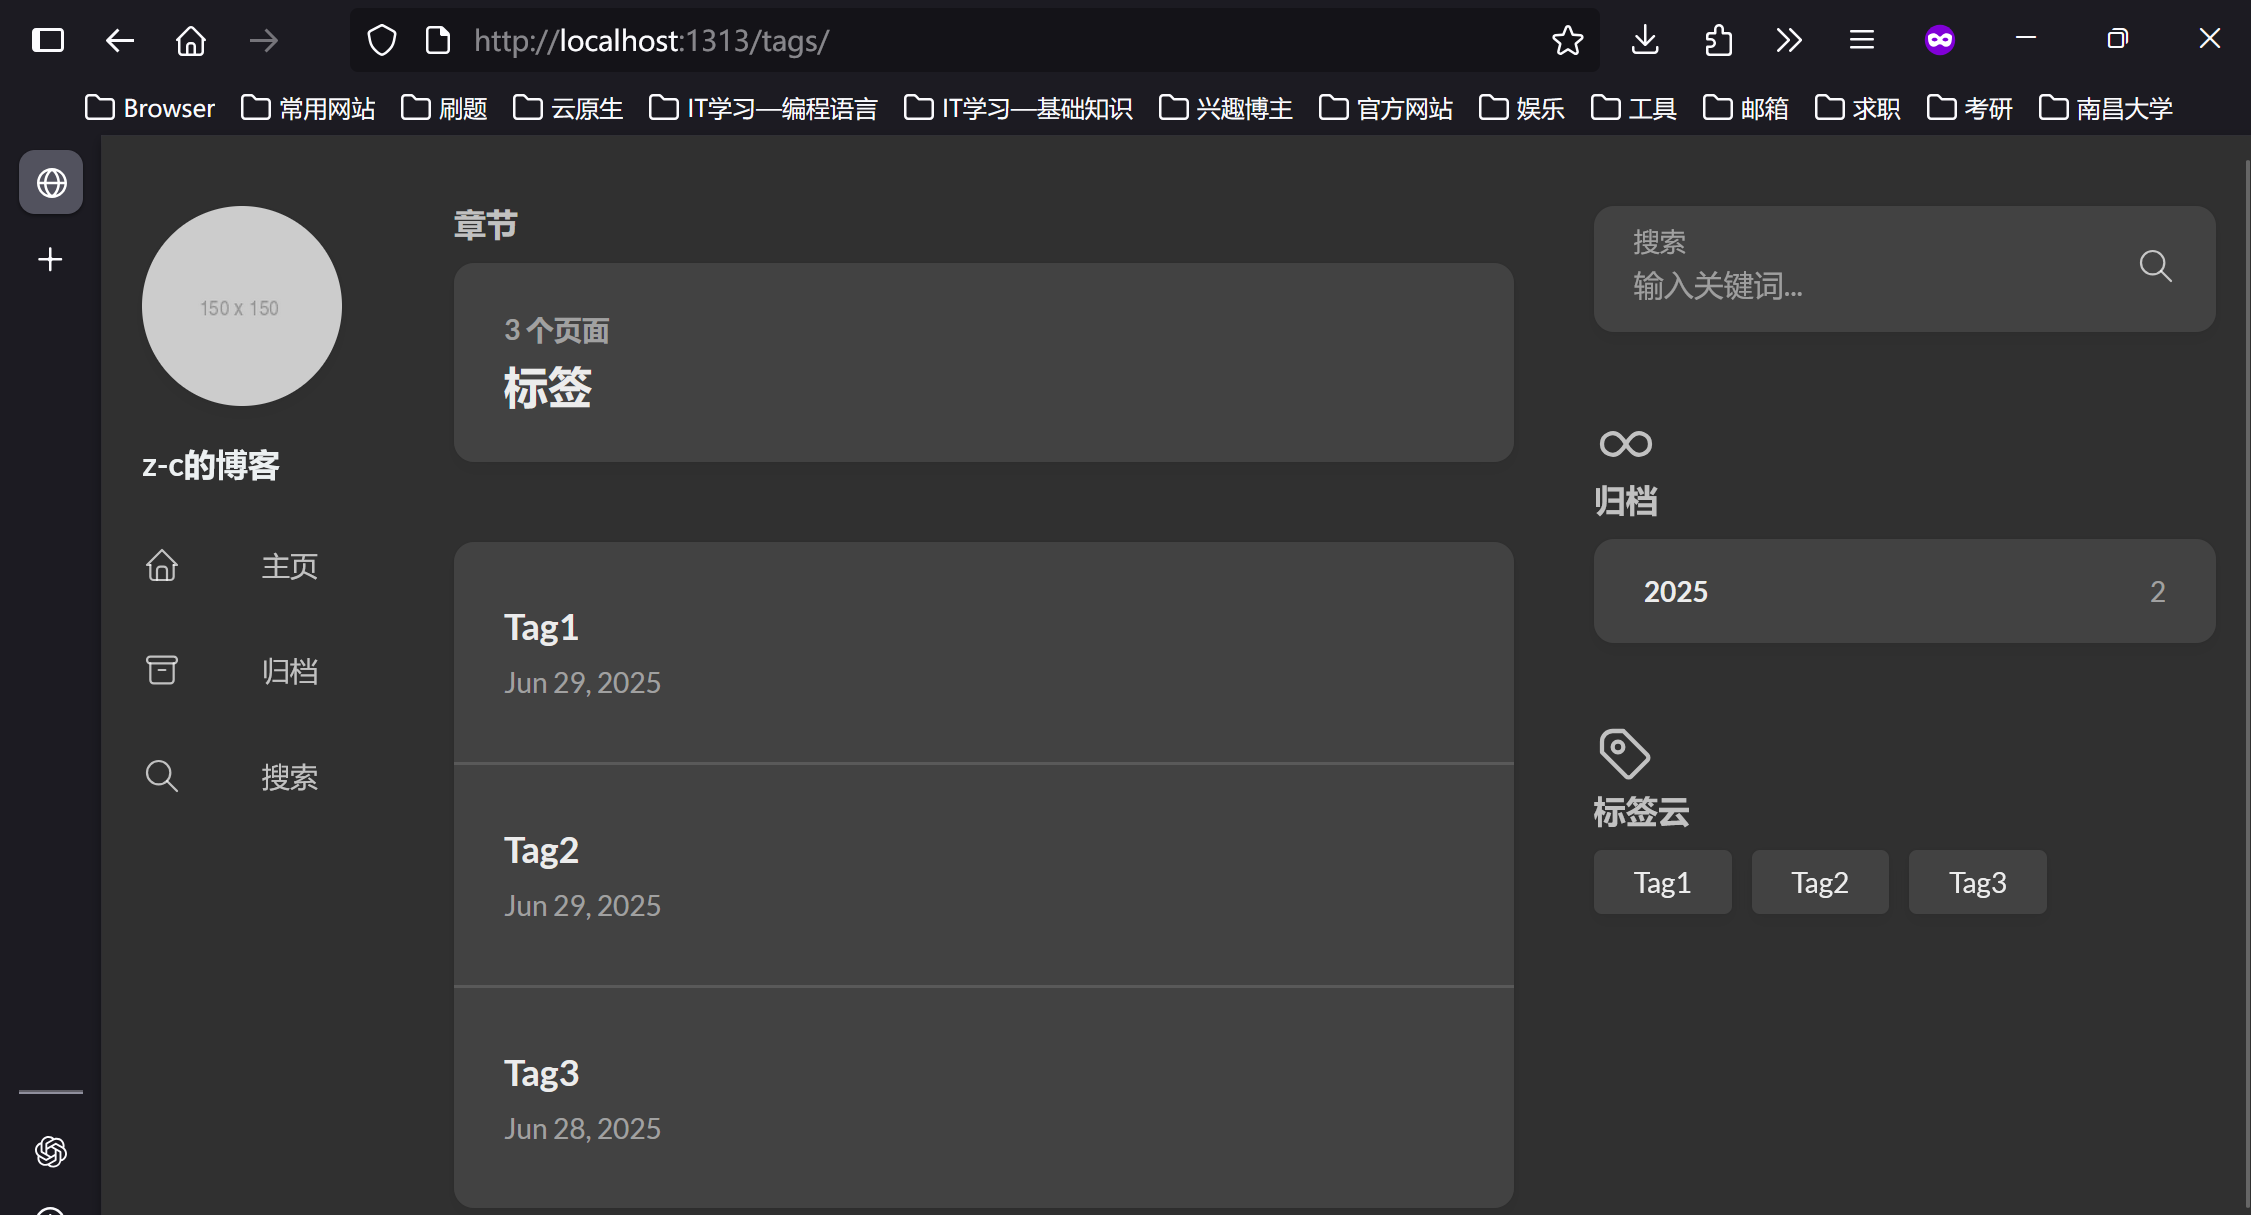 http://localhost:1313/tags/
Browser 常用网站 刷题 云原生 IT学习—编程语言 IT学习—基础知识 兴趣博主 官方网站 娱乐 工具 邮箱 求职 考研 南昌大学
150 x 150
z-c的博客
主页
归档
搜索
章节
3 个页面
标签
Tag1
Jun 29, 2025
Tag2
Jun 29, 2025
Tag3
Jun 28, 2025
搜索
输入关键词...
归档
2025 2
标签云
Tag1 Tag2 Tag3